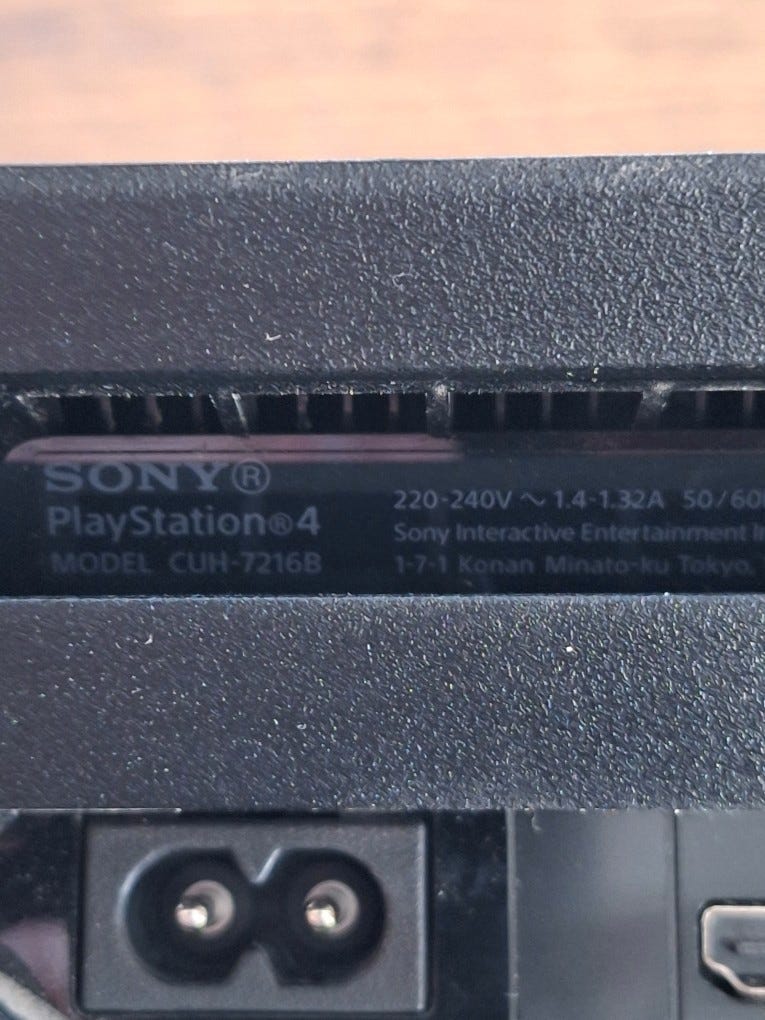 SONY®
PlayStation®4
MODEL CUH-7216B
220-240V ~ 1.4-1.32A 50/60
Sony Interactive Entertainment
1-7-1 Konan Minato-ku Tokyo,